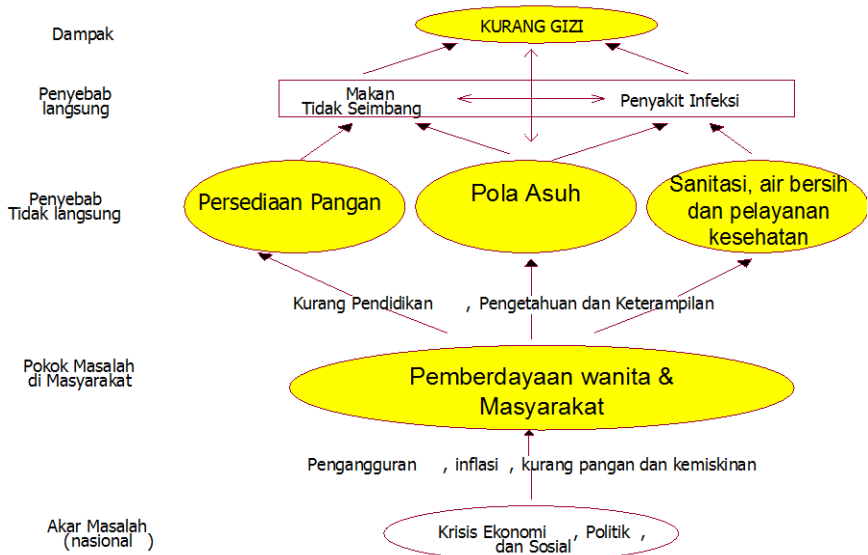 Dampak
KURANG GIZI
Penyebab
langsung
Makan
Tidak Seimbang
Penyakit Infeksi
Penyebab
Tidak langsung
Persediaan Pangan
Pola Asuh
Sanitasi, air bersih
dan pelayanan
kesehatan
Kurang Pendidikan , Pengetahuan dan Keterampilan
Pokok Masalah
di Masyarakat
Pemberdayaan wanita &
Masyarakat
Pengangguran , inflasi , kurang pangan dan kemiskinan
Akar Masalah
(nasional )
Krisis Ekonomi , Politik ,
dan Sosial